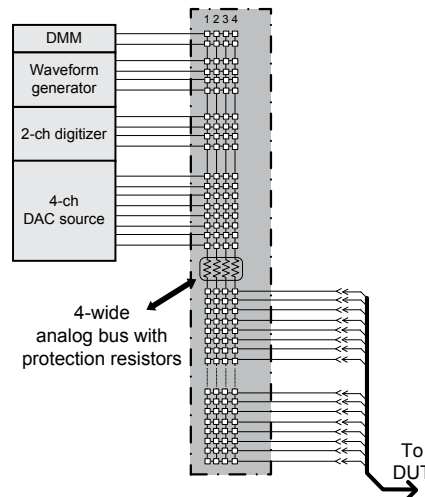 1 2 3 4
DMM
Waveform
generator
2-ch digitizer
4-ch
DAC source
4-wide
analog bus with
protection resistors
To
DUT